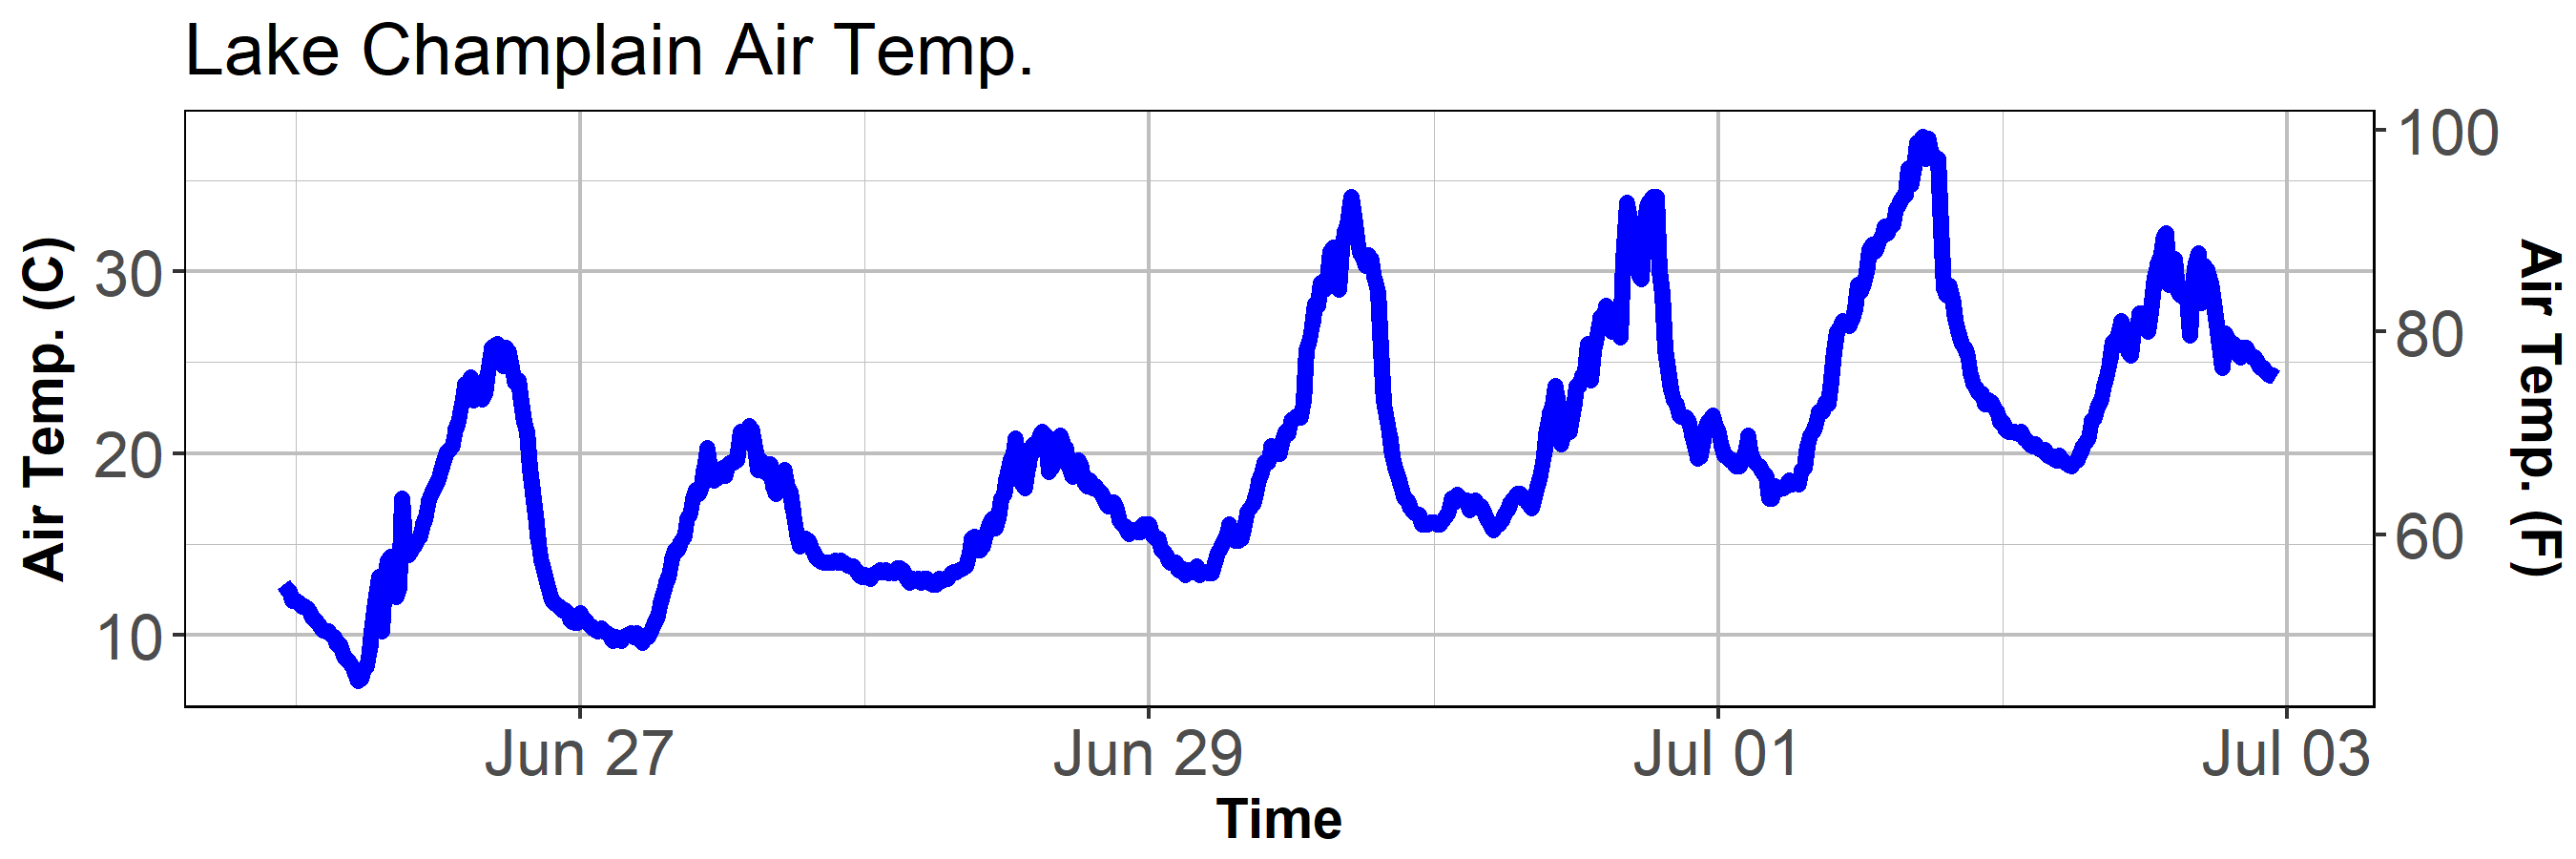 Lake Champlain Air Temp.
Air Temp. (C)
30
20
10
100
80
60
Air Temp. (F)
Jun 27
Jun 29
Jul 01
Jul 03
Time